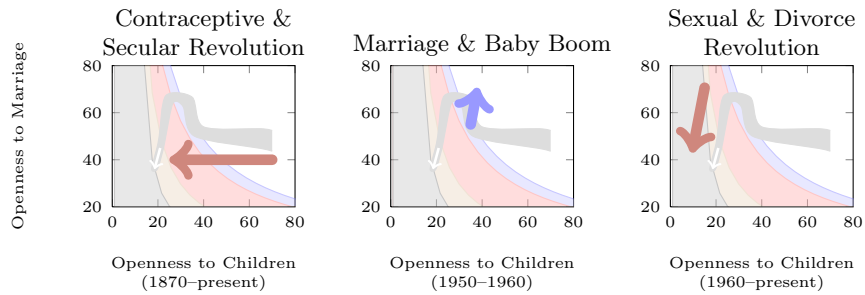 Contraceptive &
Secular Revolution
Marriage & Baby Boom
Sexual & Divorce
Revolution
Openness to Marriage
80
60
40
20
0 20 40 60 80
Openness to Children
(1870–present)
80
60
40
20
0 20 40 60 80
Openness to Children
(1950–1960)
80
60
40
20
0 20 40 60 80
Openness to Children
(1960–present)